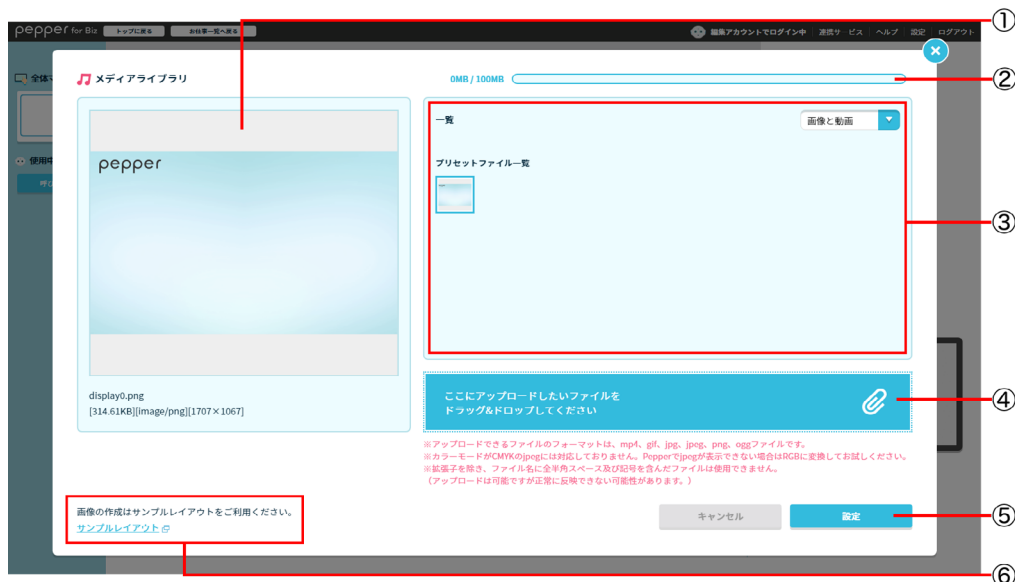 ①
pepper for Biz トップに戻る お仕事一覧へ戻る 編集アカウントでログイン中 連携サービス ヘルプ 設定 ログアウト
メディアライブラリ
0MB / 100MB
②
全体
一覧
画像と動画
使用中
pepper
プリセットファイル一覧
呼び
③
display0.png
[314.61KB][image/png][1707×1067]
ここにアップロードしたいファイルを
ドラッグ&ドロップしてください
④
※アップロードできるファイルのフォーマットは、mp4、gif、jpg、jpeg、png、oggファイルです。
※カラーモードがCMYKのjpegには対応しておりません。Pepperでjpegが表示できない場合はRGBに変換してお試しください。
※拡張子を除き、ファイル名に全半角スペース及び記号を含んだファイルは使用できません。
(アップロードは可能ですが正常に反映できない可能性があります。)
画像の作成はサンプルレイアウトをご利用ください。
サンプルレイアウト
キャンセル
設定
⑤
⑥